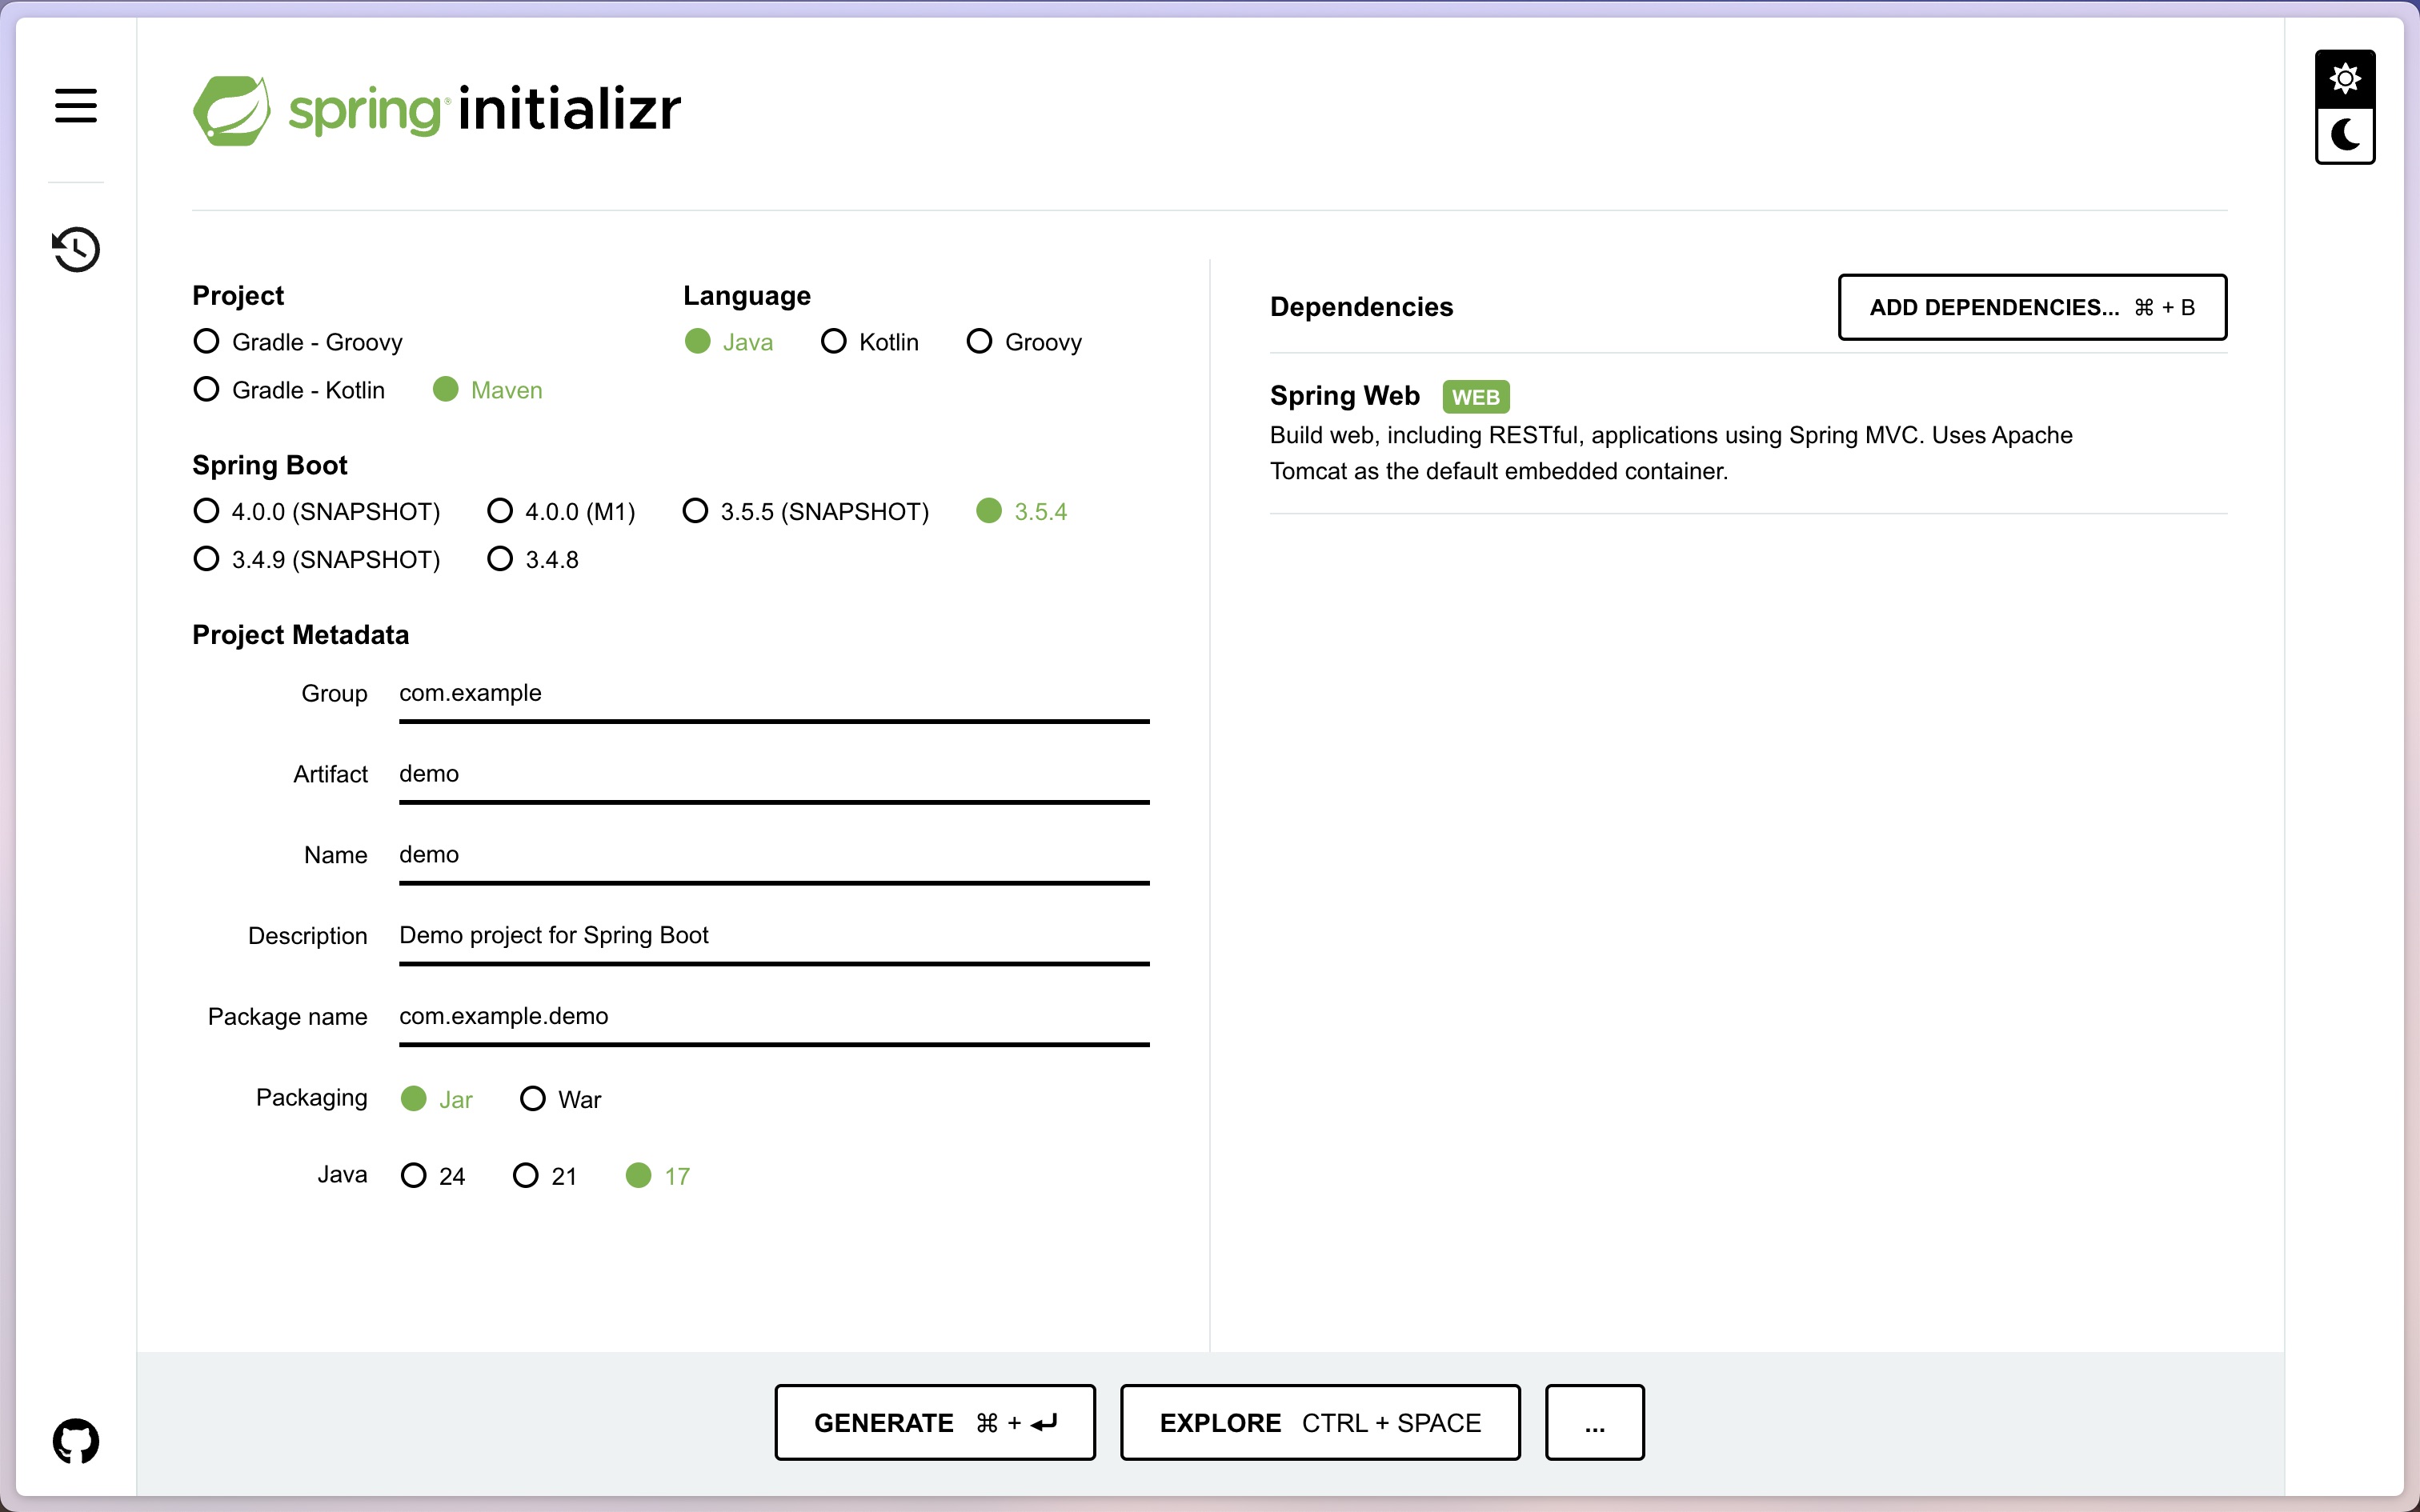 spring initializr
Project
Gradle - Groovy
Gradle - Kotlin Maven
Language
Java Kotlin Groovy
Spring Boot
4.0.0 (SNAPSHOT) 4.0.0 (M1) 3.5.5 (SNAPSHOT) 3.5.4
3.4.9 (SNAPSHOT) 3.4.8
Project Metadata
Group com.example
Artifact demo
Name demo
Description Demo project for Spring Boot
Package name com.example.demo
Packaging Jar War
Java 24 21 17
Dependencies ADD DEPENDENCIES... ⌘ + B
Spring Web WEB
Build web, including RESTful, applications using Spring MVC. Uses Apache
Tomcat as the default embedded container.
GENERATE ⌘ + ⏎ EXPLORE CTRL + SPACE ...